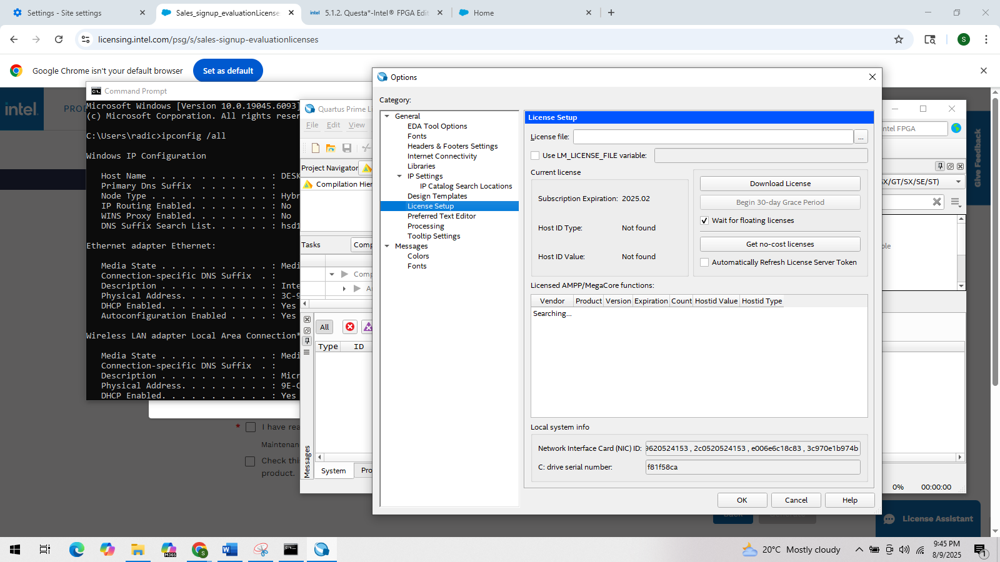 Settings - Site settings
Sales_signup_evaluationLicense
5.1.2. Questa*-Intel® FPGA Edit
Home
licensing.intel.com/psg/s/sales-signup-evaluationlicenses
S
Google Chrome isn't your default browser
Set as default
intel.
PROD
Give Feedback
Command Prompt
Microsoft Windows [Version 10.0.19045.6093]
(c) Microsoft Corporation. All rights reser
C:\Users\radic>ipconfig /all
Windows IP Configuration
Host Name . . . . . . . . . . . . : DESK
Primary Dns Suffix . . . . . . . :
Node Type . . . . . . . . . . . . : Hybr
IP Routing Enabled. . . . . . . . : No
WINS Proxy Enabled. . . . . . . . : No
DNS Suffix Search List. . . . . . : hsd1
Ethernet adapter Ethernet:
Media State . . . . . . . . . . . : Medi
Connection-specific DNS Suffix . :
Description . . . . . . . . . . . : Inte
Physical Address. . . . . . . . . : 3C-9
DHCP Enabled. . . . . . . . . . . : Yes
Autoconfiguration Enabled . . . . : Yes
Wireless LAN adapter Local Area Connection*
Media State . . . . . . . . . . . : Medi
Connection-specific DNS Suffix . :
Description . . . . . . . . . . . : Micr
Physical Address. . . . . . . . . : 9E-C
DHCP Enabled. . . . . . . . . . . : Yes
* I have rea
Maintenan
Check thi
product.
Quartus Prime Li
File Edit View
Project Navigator
Compilation Hier
Tasks
Comp
Comp
A
All
Type ID
Messages
System
Pro
ntel FPGA
SX/GT/SX/SE/ST)
ple
0% 00:00:00
Options
Category:
General
EDA Tool Options
Fonts
Headers & Footers Settings
Internet Connectivity
Libraries
IP Settings
IP Catalog Search Locations
Design Templates
License Setup
Preferred Text Editor
Processing
Tooltip Settings
Messages
Colors
Fonts
License Setup
License file:
...
Use LM_LICENSE_FILE variable:
Current license
Subscription Expiration: 2025.02
Host ID Type: Not found
Host ID Value: Not found
Download License
Begin 30-day Grace Period
Wait for floating licenses
Get no-cost licenses
Automatically Refresh License Server Token
Licensed AMPP/MegaCore functions:
Vendor Product Version Expiration Count Hostid Value Hostid Type
Searching...
Local system info
Network Interface Card (NIC) ID: 9620524153 , 2c0520524153 , e006e6c18c83 , 3c970e1b974b
C: drive serial number: f81f58ca
OK Cancel Help
Back
License Assistant
M365
20°C Mostly cloudy
9:45 PM
8/9/2025
1